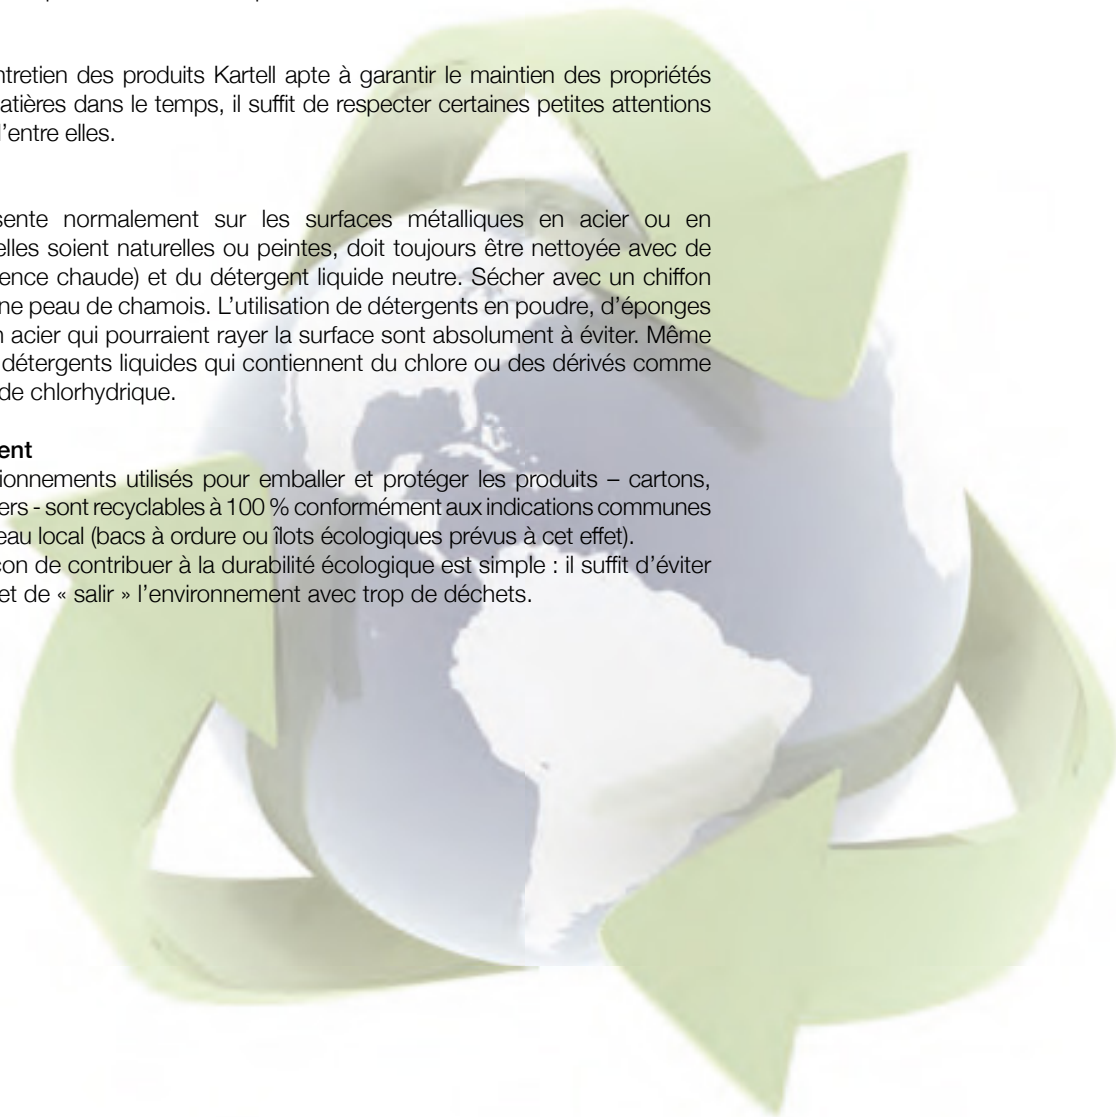 ntretien des produits Kartell apte à garantir le maintien des propriétés
atières dans le temps, il suffit de respecter certaines petites attentions
l’entre elles.
sente normalement sur les surfaces métalliques en acier ou en
elles soient naturelles ou peintes, doit toujours être nettoyée avec de
ence chaude) et du détergent liquide neutre. Sécher avec un chiffon
ne peau de chamois. L’utilisation de détergents en poudre, d’éponges
n acier qui pourraient rayer la surface sont absolument à éviter. Même
détergents liquides qui contiennent du chlore ou des dérivés comme
de chlorhydrique.
ent
ionnements utilisés pour emballer et protéger les produits – cartons,
ers - sont recyclables à 100 % conformément aux indications communes
eau local (bacs à ordure ou îlots écologiques prévus à cet effet).
çon de contribuer à la durabilité écologique est simple : il suffit d’éviter
et de « salir » l’environnement avec trop de déchets.